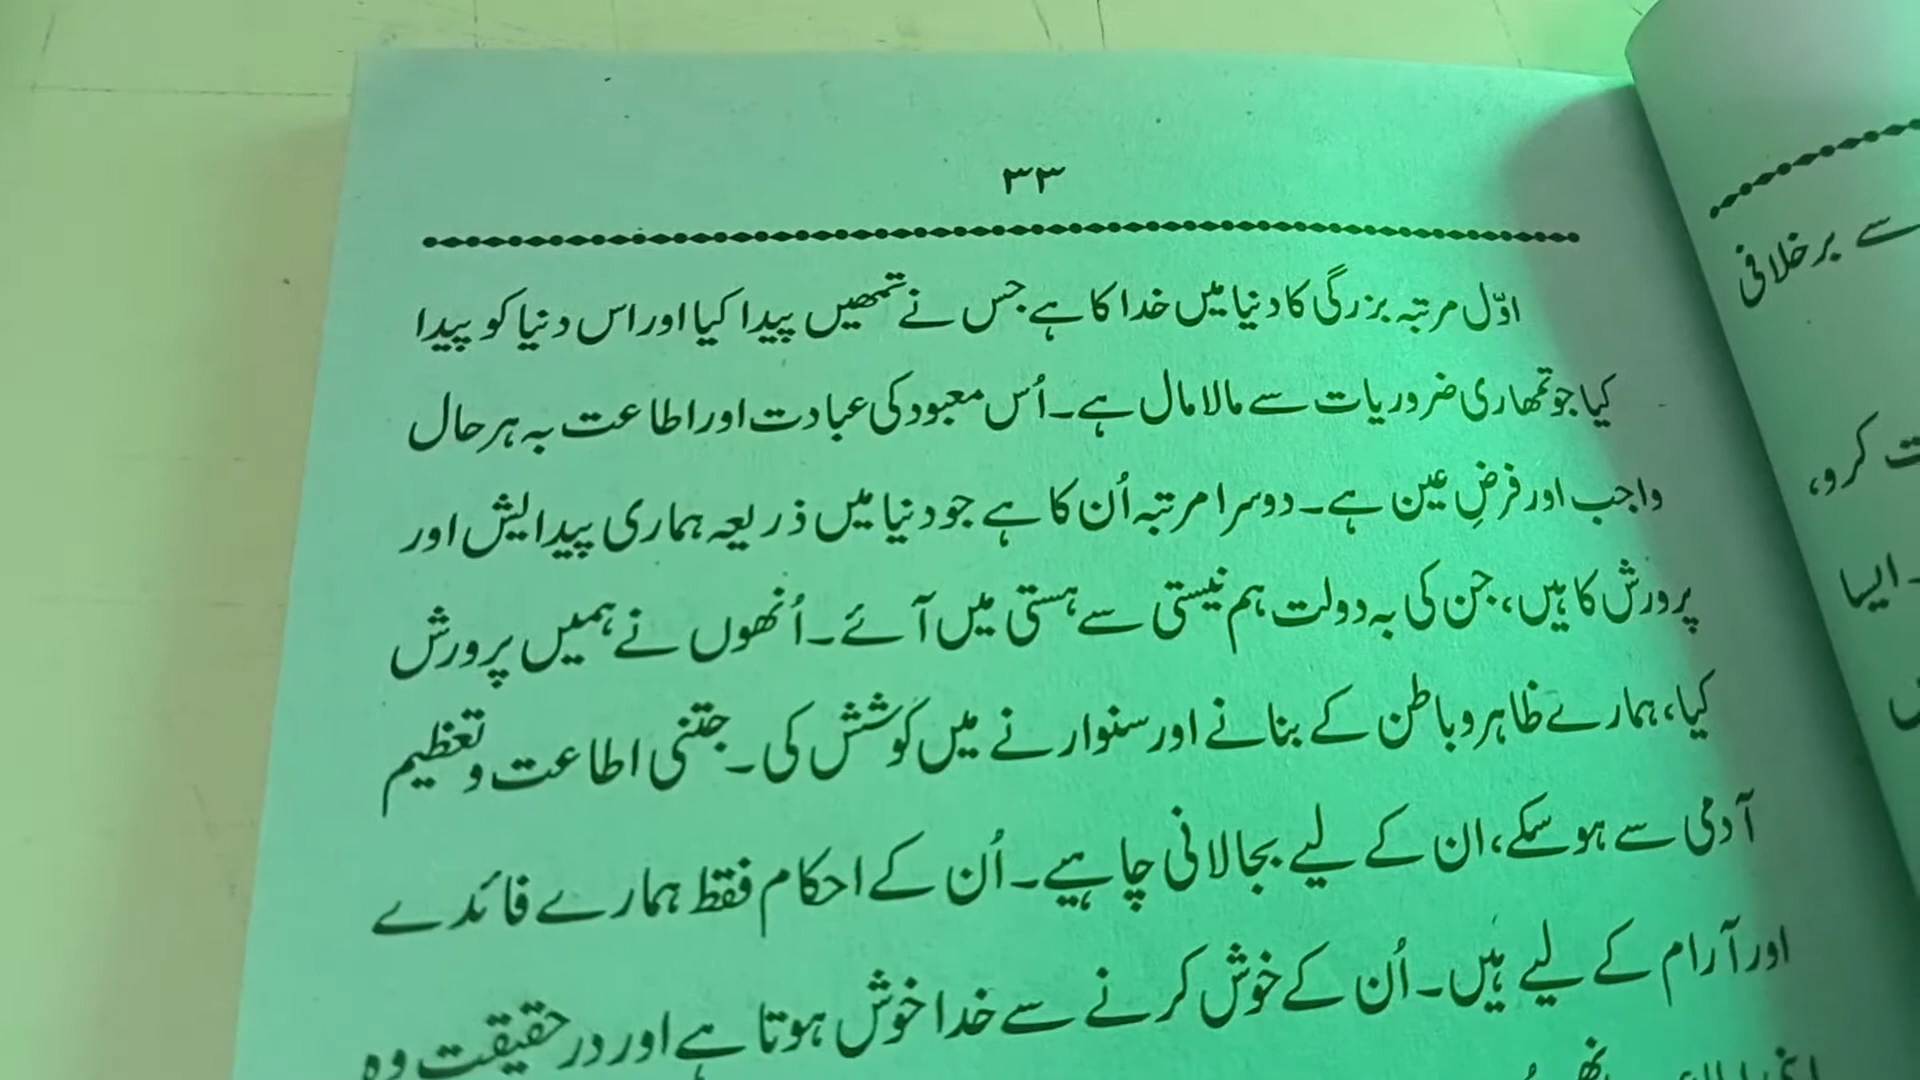 ۳۳
اوّل مرتبہ بزرگی کا دنیا میں خدا کا ہے جس نے تمھیں پیدا کیا اور اس دنیا کو پیدا
کیا جو تمھاری ضروریات سے مالا مال ہے۔ اُس معبود کی عبادت اور اطاعت بہ ہر حال
واجب اور فرضِ عین ہے۔ دوسرا مرتبہ اُن کا ہے جو دنیا میں ذریعہ ہماری پیدایش اور
پرورش کا ہیں، جن کی بہ دولت ہم نیستی سے ہستی میں آئے۔ اُنھوں نے ہمیں پرورش
کیا، ہمارے ظاہر و باطن کے بنانے اور سنوارنے میں کوشش کی۔ جتنی اطاعت و تعظیم
آدمی سے ہو سکے، ان کے لیے بجا لانی چاہیے۔ اُن کے احکام فقط ہمارے فائدے
اور آرام کے لیے ہیں۔ اُن کے خوش کرنے سے خدا خوش ہوتا ہے اور در حقیقت وہ
سے برخلافی
ت کرو،
۔ ایسا